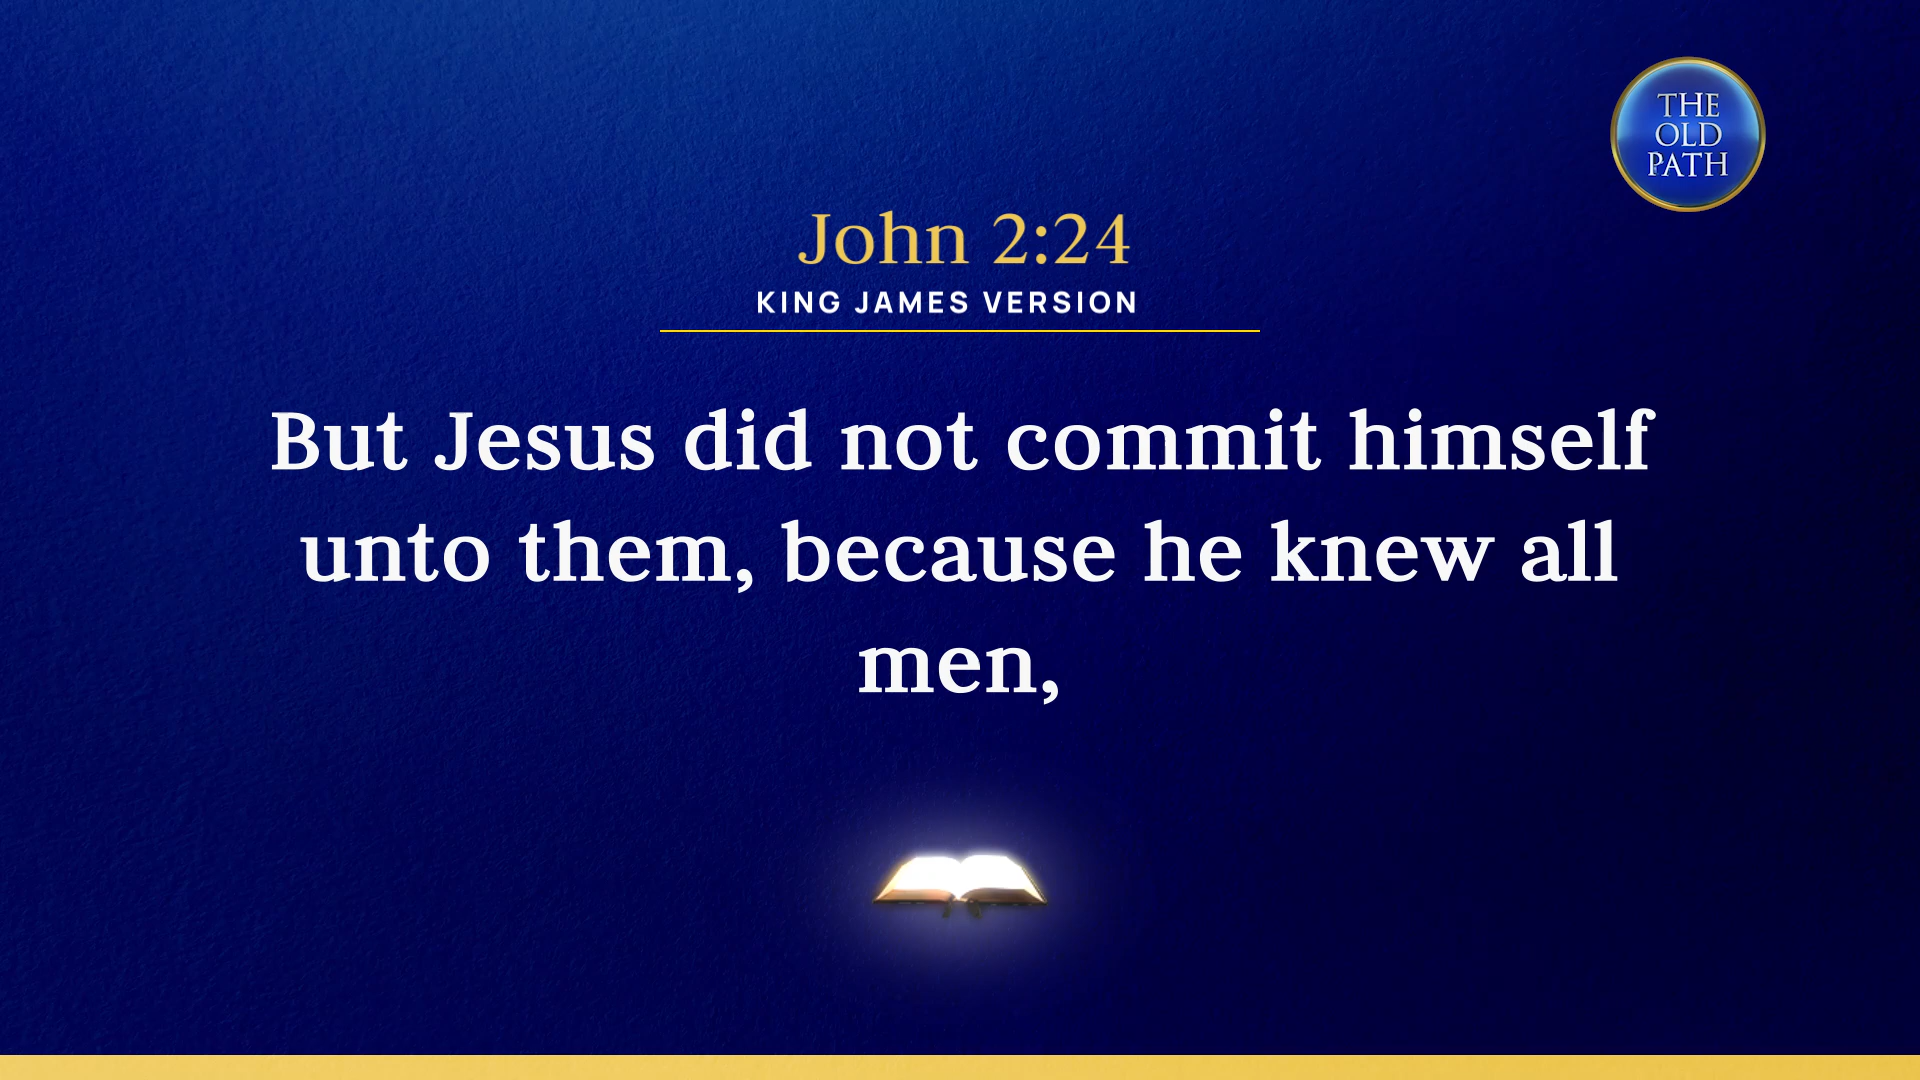 THE
OLD
PATH
John 2:24
KING JAMES VERSION
But Jesus did not commit himself
unto them, because he knew all
men,